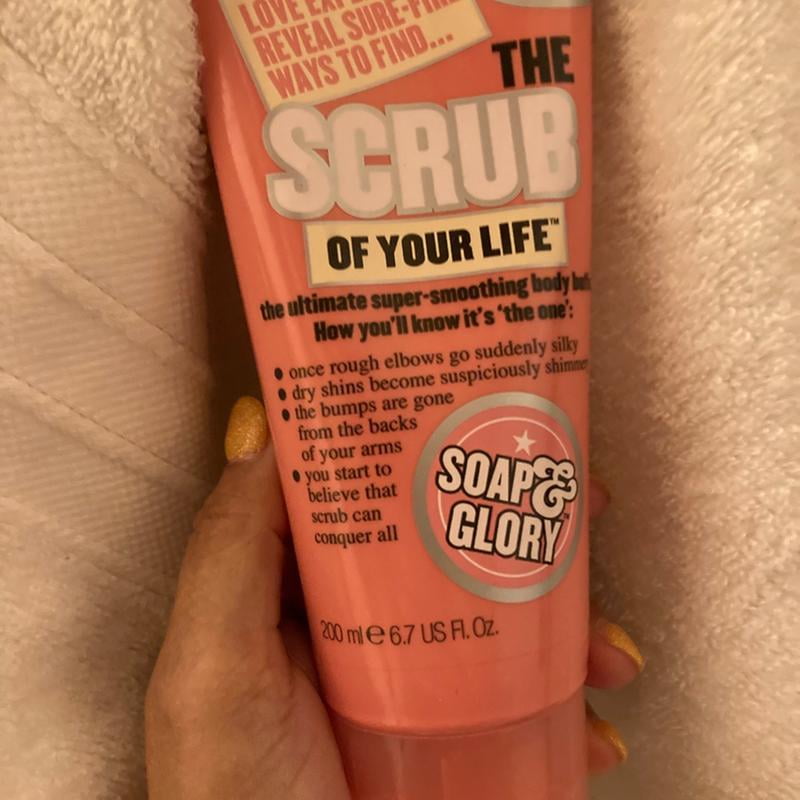 LOVE
REVEAL SURE-
WAYS TO FIND...
THE
SCRUB
OF YOUR LIFE™
the ultimate super-smoothing body
How you'll know it's 'the one':
• once rough elbows go suddenly silky
• dry shins become suspiciously
• the bumps are gone
from the backs
of your arms
• you start to
believe that
scrub can
conquer all
SOAP&
GLORY™
200 ml e 6.7 US Fl. Oz.